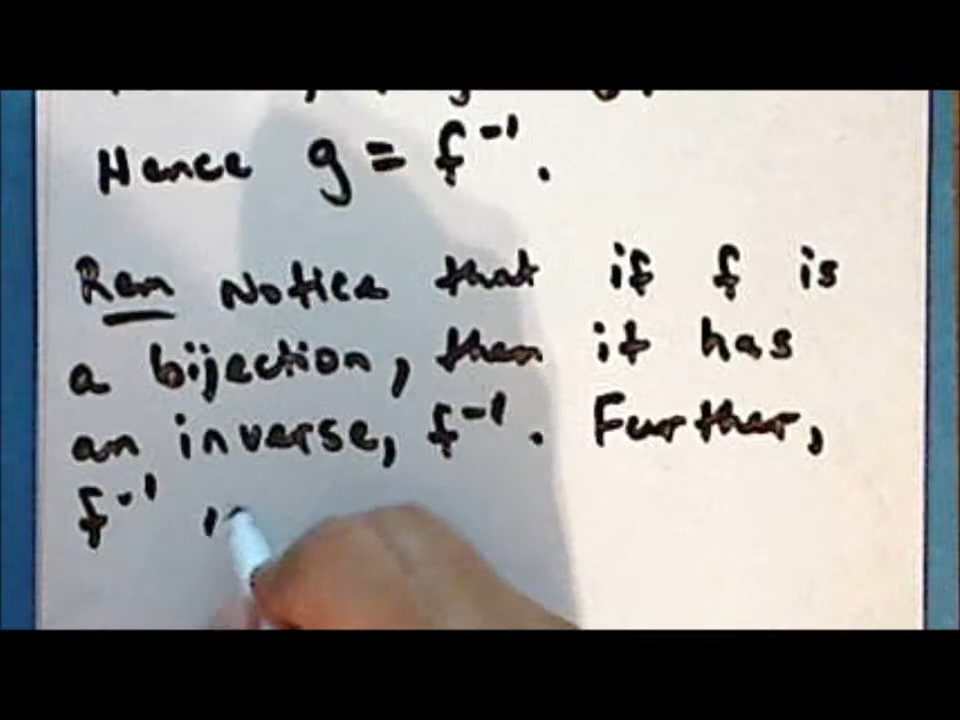 Hence g = f⁻¹.
Rem Notice that if f is
a bijection, then it has
an inverse, f⁻¹. Further,
f⁻¹